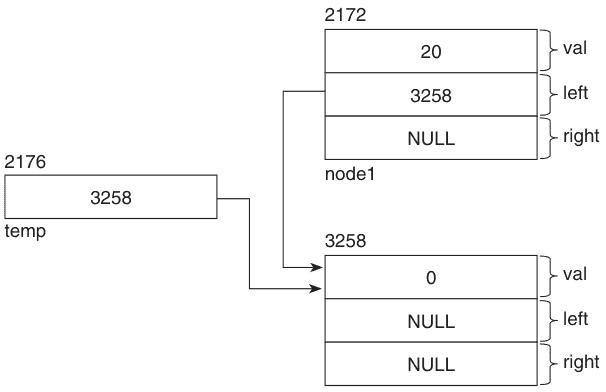 2172
20 val
3258 left
NULL right
node1
2176
3258
temp
3258
0 val
NULL left
NULL right